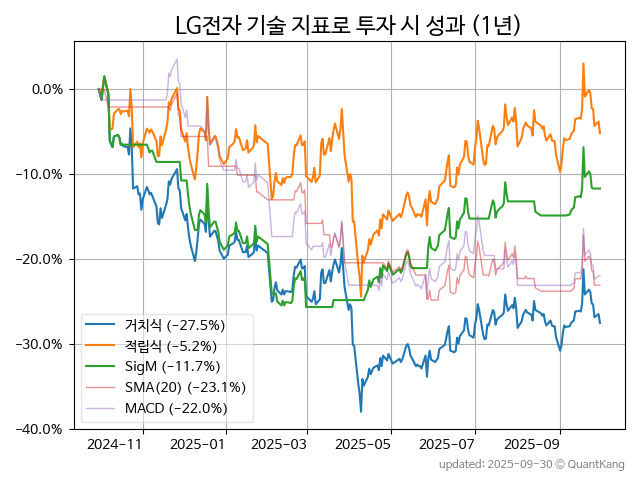 LG전자 기술 지표로 투자 시 성과 (1년)
0.0%
−10.0%
−20.0%
−30.0%
−40.0%
거치식 (−27.5%)
적립식 (−5.2%)
SigM (−11.7%)
SMA(20) (−23.1%)
MACD (−22.0%)
2024-11 2025-01 2025-03 2025-05 2025-07 2025-09
updated: 2025-09-30 © QuantKang